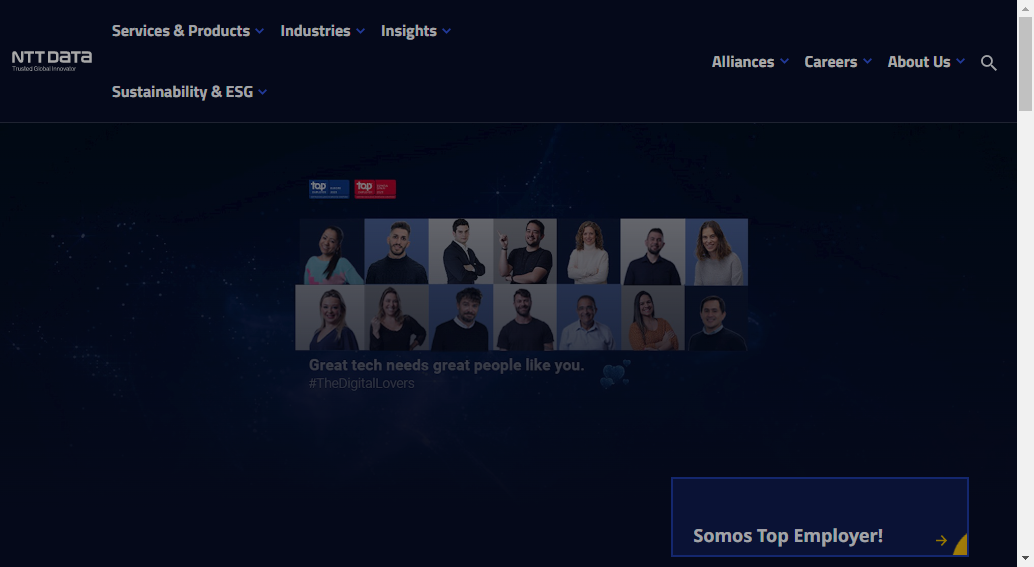 Services & Products
Industries
Insights
NTT DATA
Trusted Global Innovator
Alliances
Careers
About Us
Sustainability & ESG
top
top
Great tech needs great people like you.
#TheDigitalLovers
Somos Top Employer!